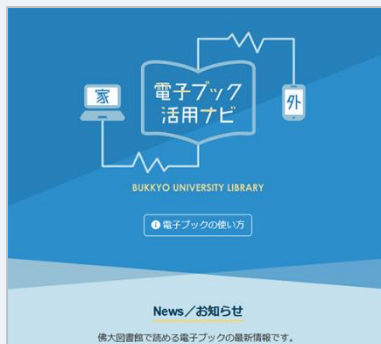 家
電子ブック
活用ナビ
外
BUKKYO UNIVERSITY LIBRARY
電子ブックの使い方
News／お知らせ
佛大図書館で読める電子ブックの最新情報です。